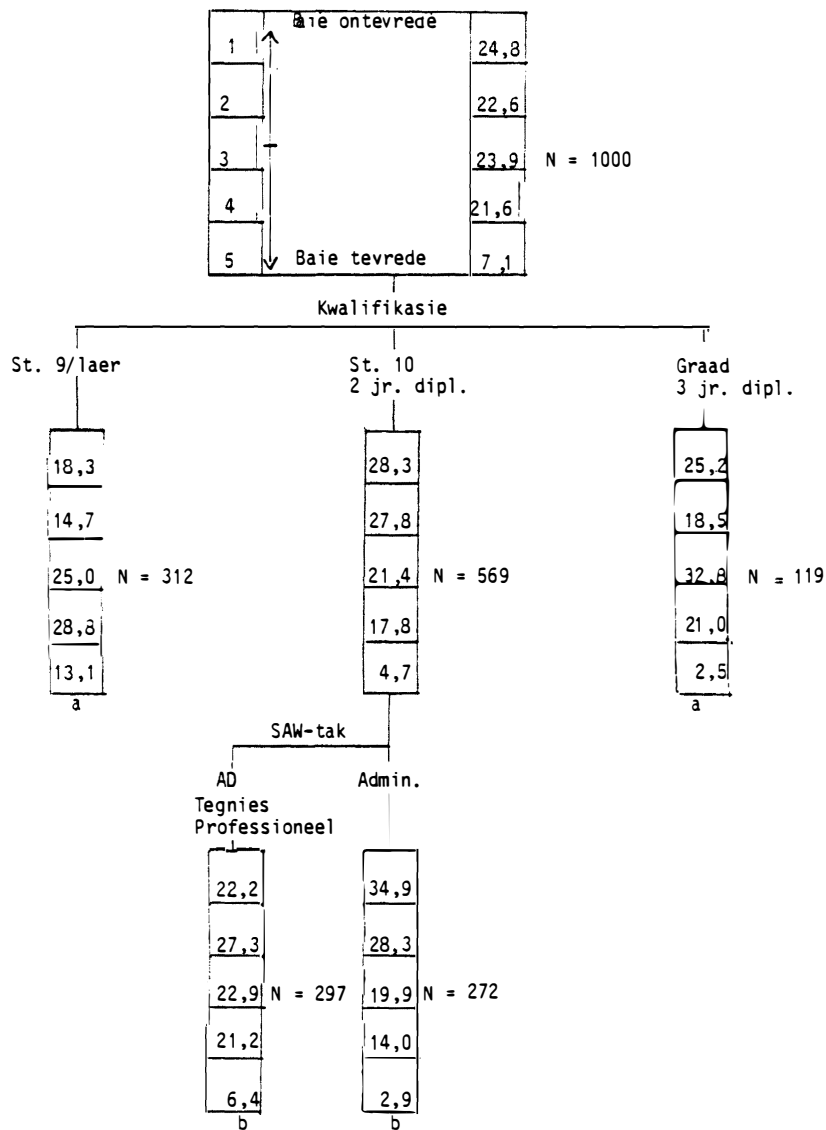 Baie ontevrede
1 24,8
2 22,6
3 23,9 N = 1000
4 21,6
5 Baie tevrede 7,1
Kwalifikasie
St. 9/laer St. 10 Graad
2 jr. dipl. 3 jr. dipl.
18,3 28,3 25,2
14,7 27,8 18,5
25,0 N = 312 21,4 N = 569 32,8 N = 119
28,8 17,8 21,0
13,1 4,7 2,5
a a
SAW-tak
AD Admin.
Tegnies
Professioneel
22,2 34,9
27,3 28,3
22,9 N = 297 19,9 N = 272
21,2 14,0
6,4 2,9
b b